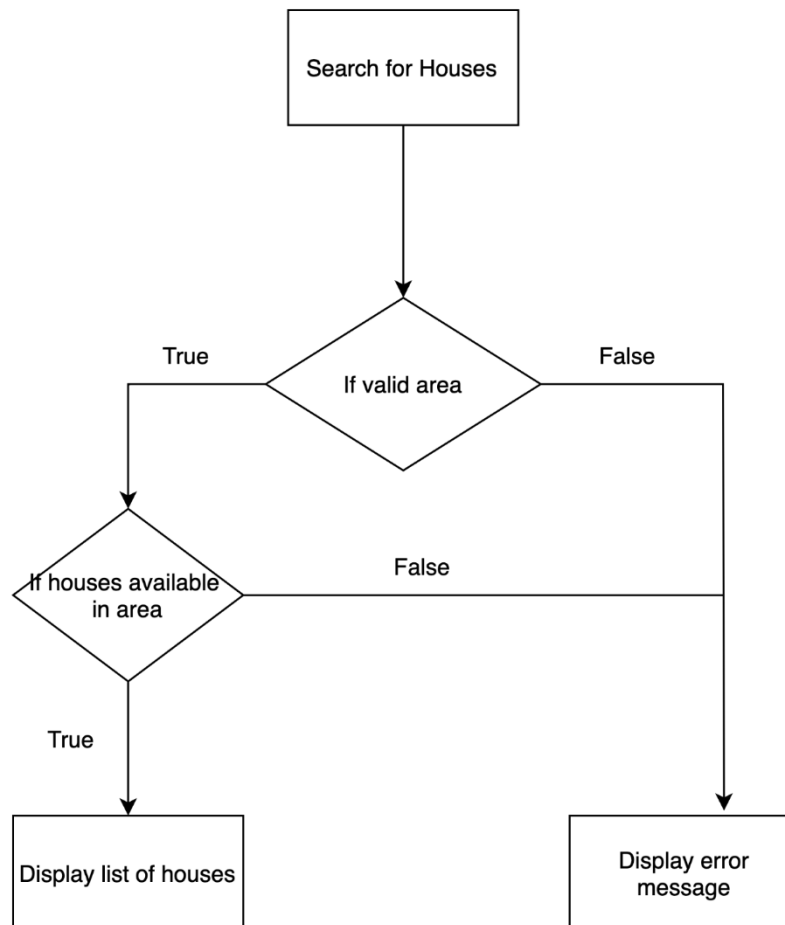 Search for Houses
True
False
If valid area
False
If houses available
in area
True
Display list of houses
Display error
message